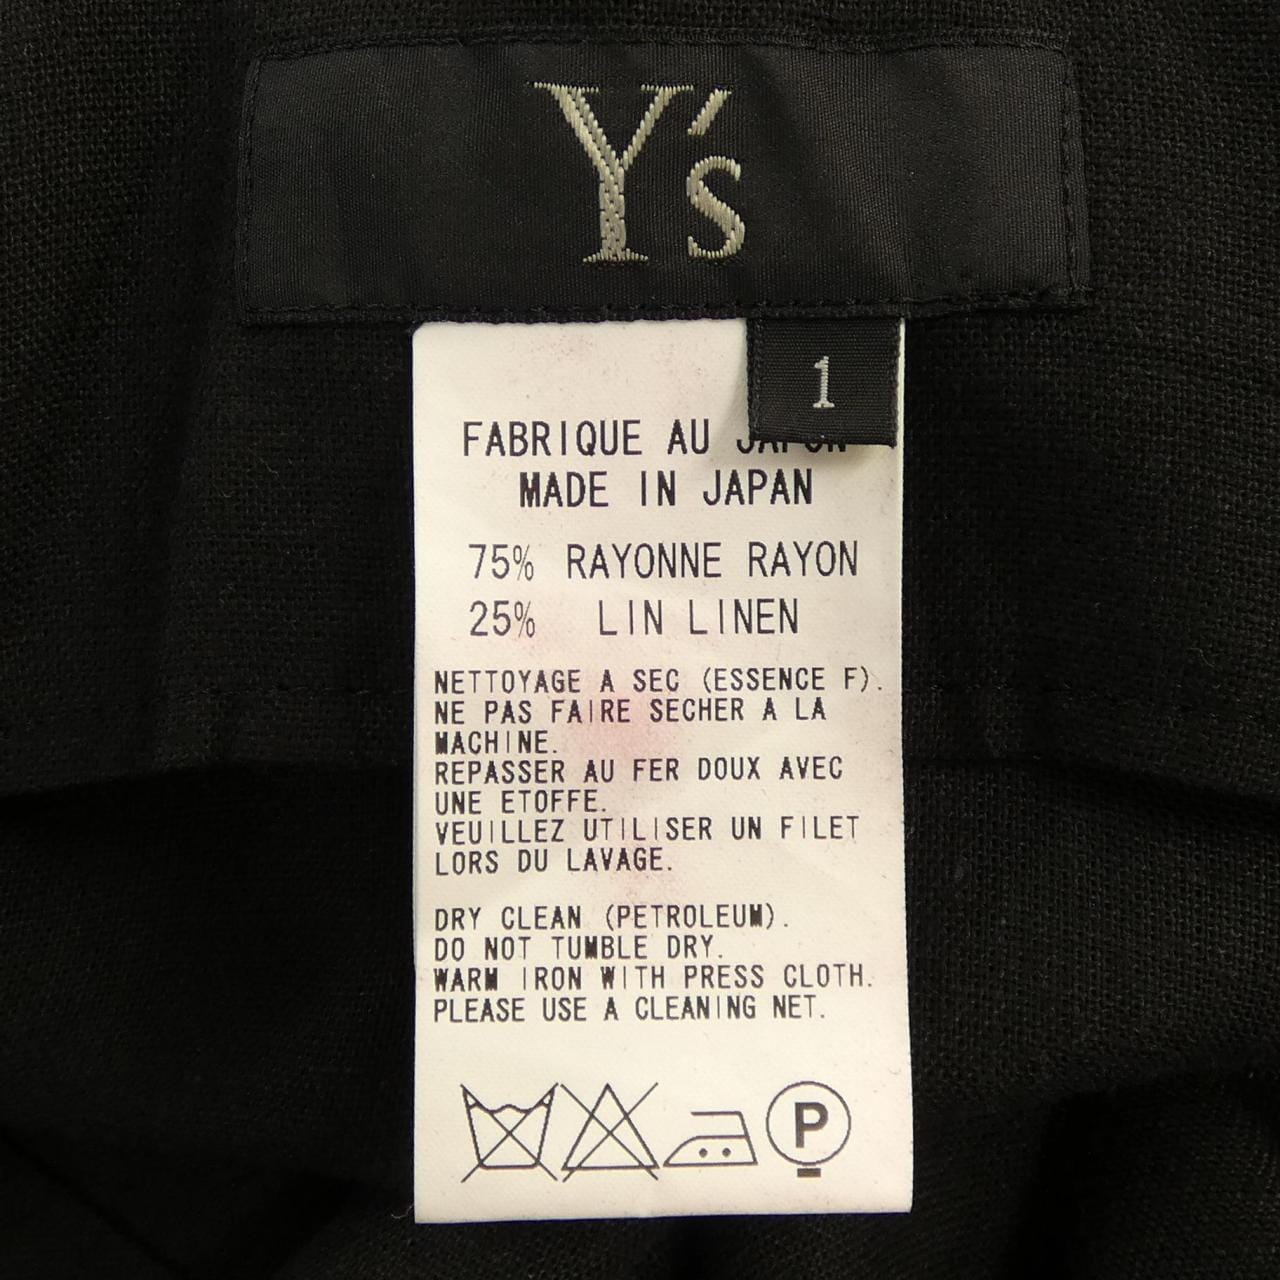 Y's
1
FABRIQUE AU JAPON
MADE IN JAPAN
75% RAYONNE RAYON
25% LIN LINEN
NETTOYAGE A SEC (ESSENCE F).
NE PAS FAIRE SECHER A LA
MACHINE.
REPASSER AU FER DOUX AVEC
UNE ETOFFE.
VEUILLEZ UTILISER UN FILET
LORS DU LAVAGE.
DRY CLEAN (PETROLEUM).
DO NOT TUMBLE DRY.
WARM IRON WITH PRESS CLOTH.
PLEASE USE A CLEANING NET.
P